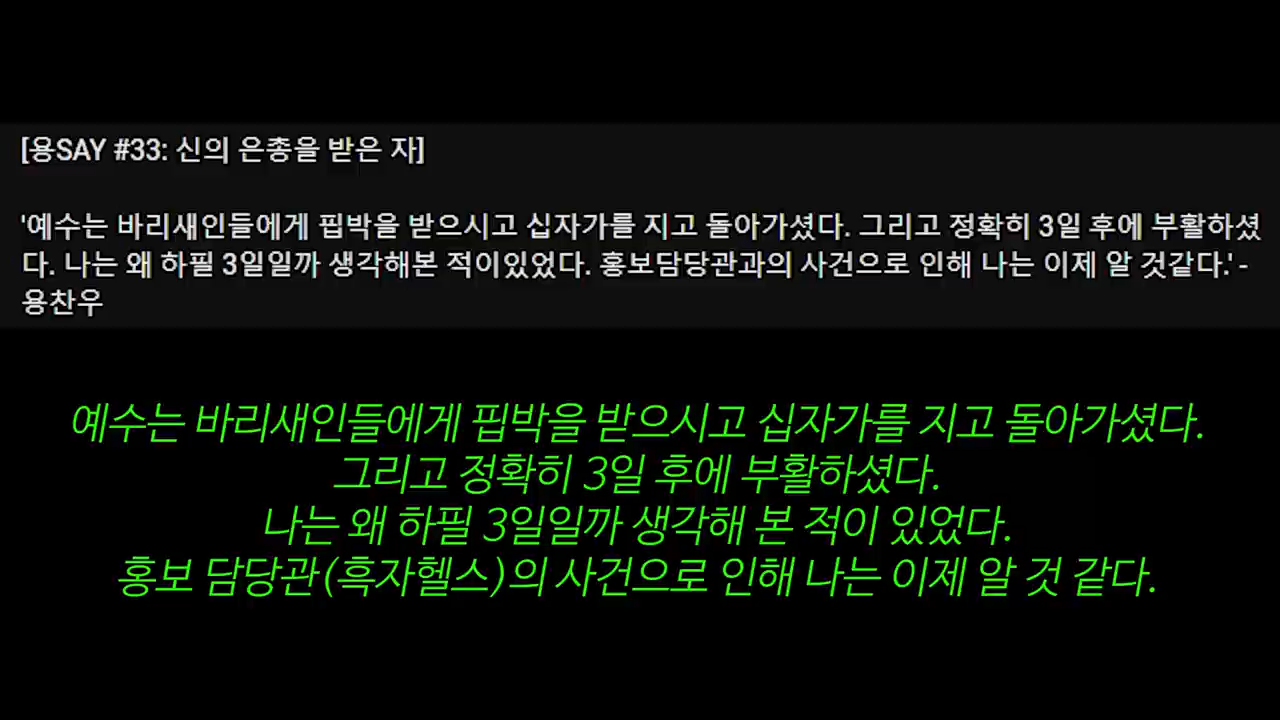 [용SAY #33: 신의 은총을 받은 자]
'예수는 바리새인들에게 핍박을 받으시고 십자가를 지고 돌아가셨다. 그리고 정확히 3일 후에 부활하셨
다. 나는 왜 하필 3일일까 생각해본 적이있었다. 홍보담당관과의 사건으로 인해 나는 이제 알 것같다.' -
용찬우
예수는 바리새인들에게 핍박을 받으시고 십자가를 지고 돌아가셨다.
그리고 정확히 3일 후에 부활하셨다.
나는 왜 하필 3일일까 생각해 본 적이 있었다.
홍보 담당관(흑자헬스)의 사건으로 인해 나는 이제 알 것 같다.